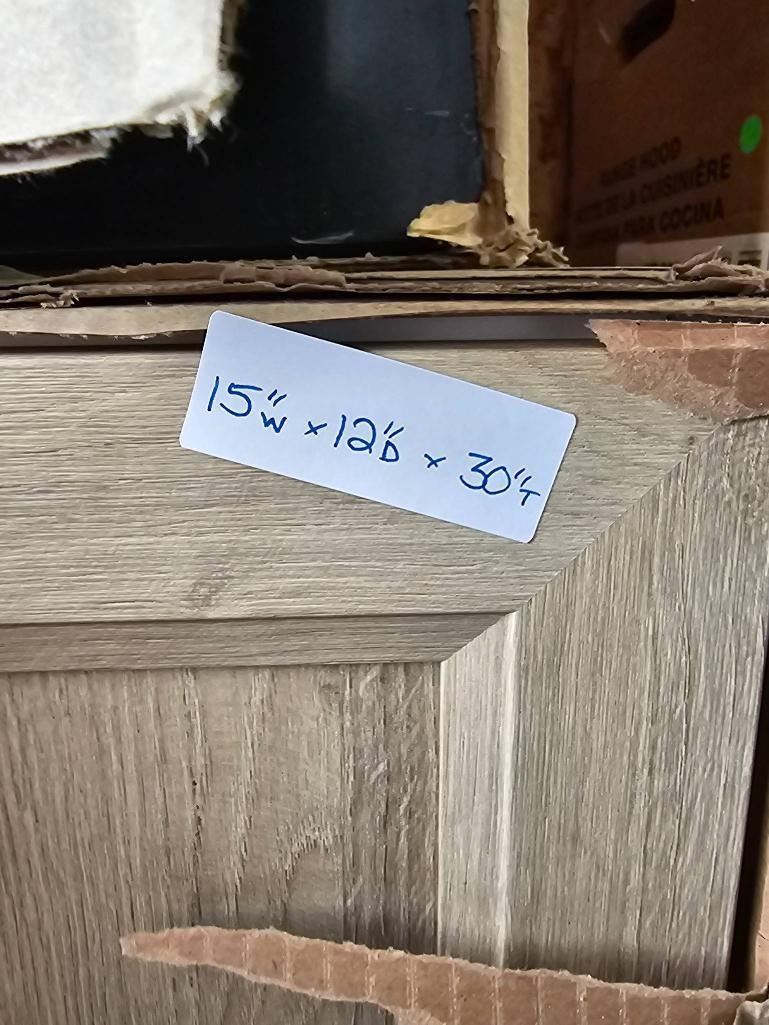 RANGE HOOD
HOTTE DE LA CUISINIÈRE
PARA COCINA
15"W x 12"D x 30"T